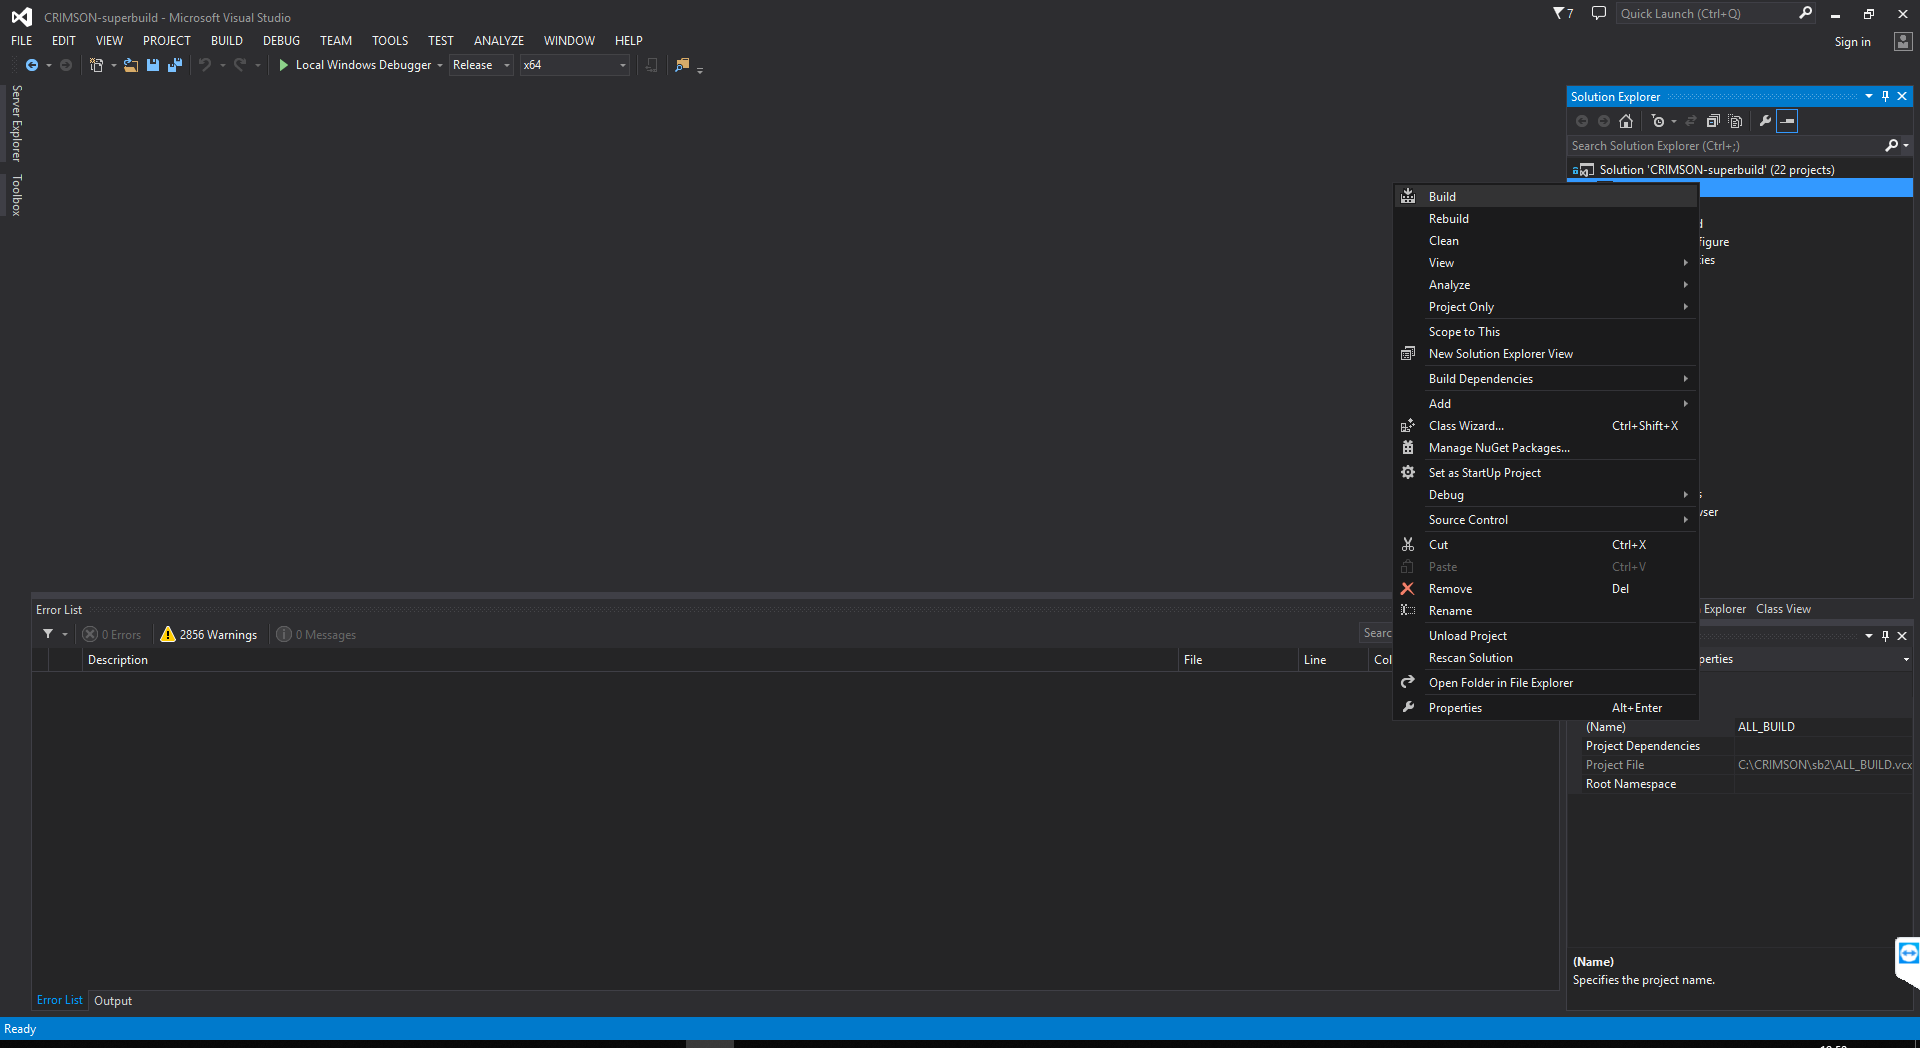 CRIMSON-superbuild - Microsoft Visual Studio
7
Quick Launch (Ctrl+Q)
FILE EDIT VIEW PROJECT BUILD DEBUG TEAM TOOLS TEST ANALYZE WINDOW HELP
Sign in
Local Windows Debugger Release x64
Server Explorer
Toolbox
Solution Explorer
Search Solution Explorer (Ctrl+;)
Solution 'CRIMSON-superbuild' (22 projects)
Build
Rebuild
Clean
View
Analyze
Project Only
Scope to This
New Solution Explorer View
Build Dependencies
Add
Class Wizard... Ctrl+Shift+X
Manage NuGet Packages...
Set as StartUp Project
Debug
Source Control
Cut Ctrl+X
Paste Ctrl+V
Remove Del
Rename
Unload Project
Rescan Solution
Open Folder in File Explorer
Properties Alt+Enter
figure
ies
ser
Explorer Class View
perties
Error List
0 Errors 2856 Warnings 0 Messages
Searc
Description File Line Col
(Name) ALL_BUILD
Project Dependencies
Project File C:\CRIMSON\sb2\ALL_BUILD.vcx
Root Namespace
(Name)
Specifies the project name.
Error List Output
Ready